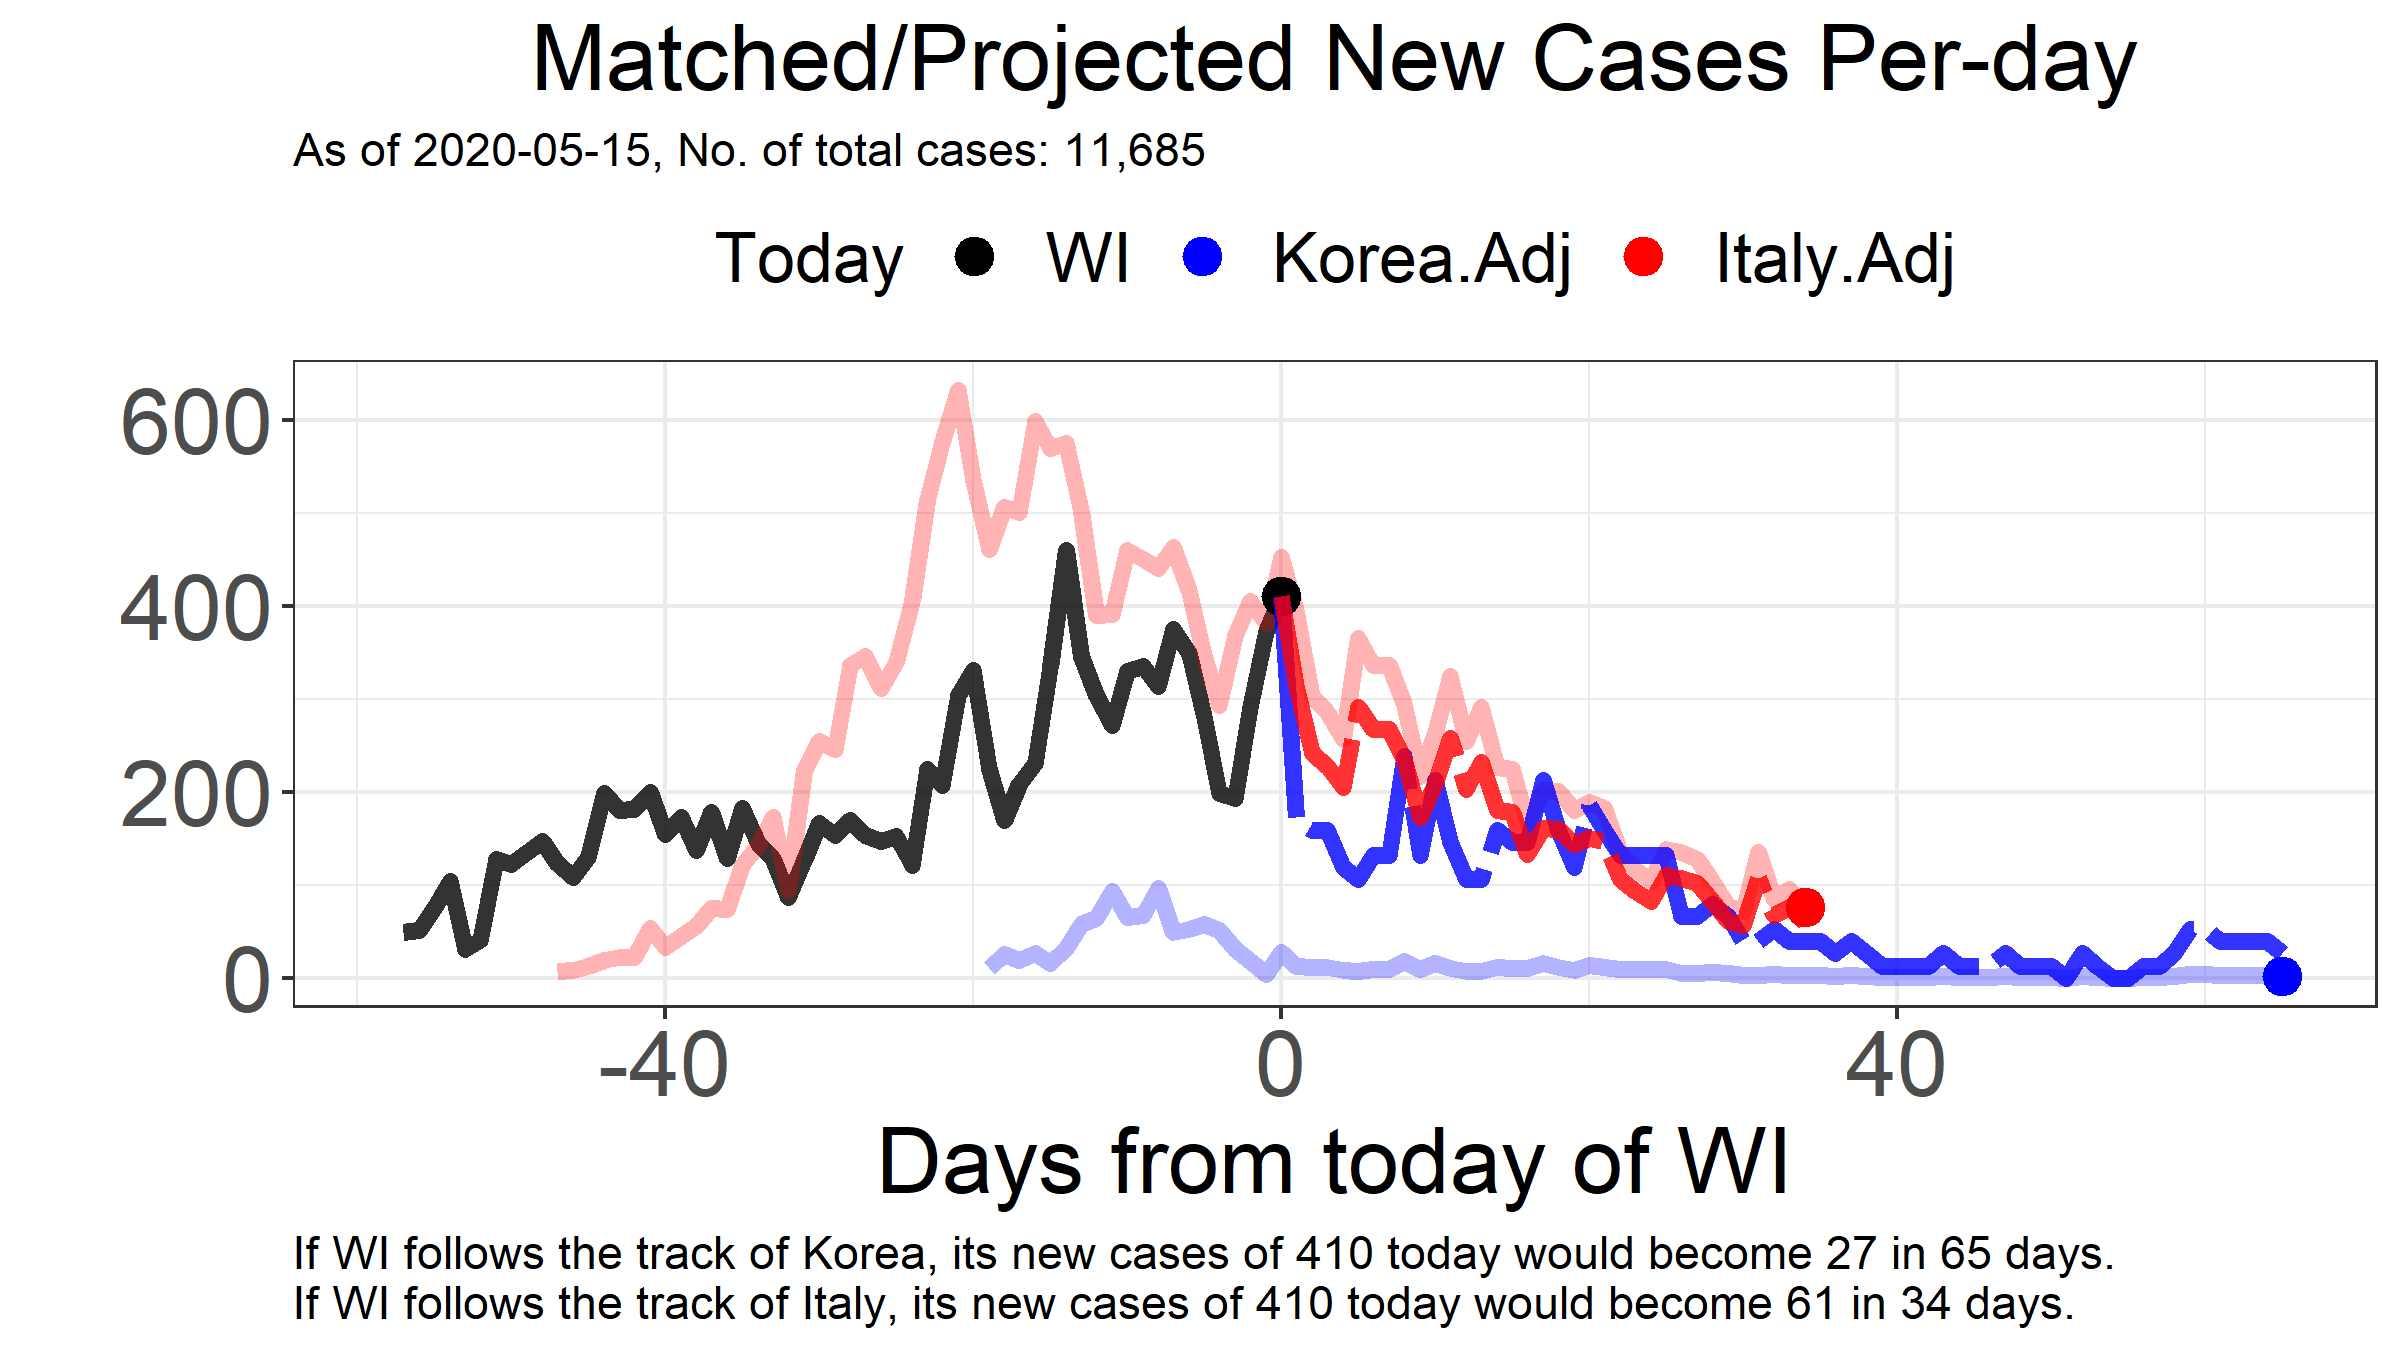 Matched/Projected New Cases Per-day
As of 2020-05-15, No. of total cases: 11,685
Today WI Korea.Adj Italy.Adj
600
400
200
0
-40 0 40
Days from today of WI
If WI follows the track of Korea, its new cases of 410 today would become 27 in 65 days.
If WI follows the track of Italy, its new cases of 410 today would become 61 in 34 days.